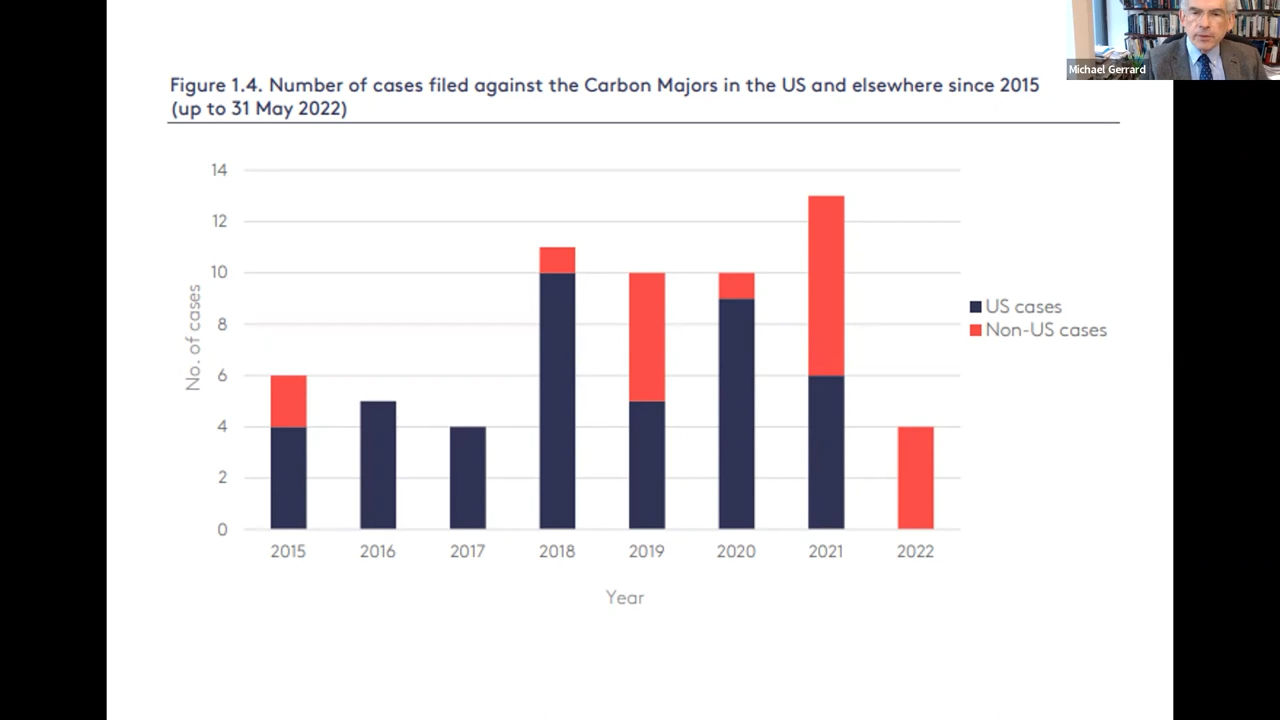 Michael Gerrard
Figure 1.4. Number of cases filed against the Carbon Majors in the US and elsewhere since 2015
(up to 31 May 2022)
No. of cases
14
12
10
8
6
4
2
0
US cases
Non-US cases
2015 2016 2017 2018 2019 2020 2021 2022
Year